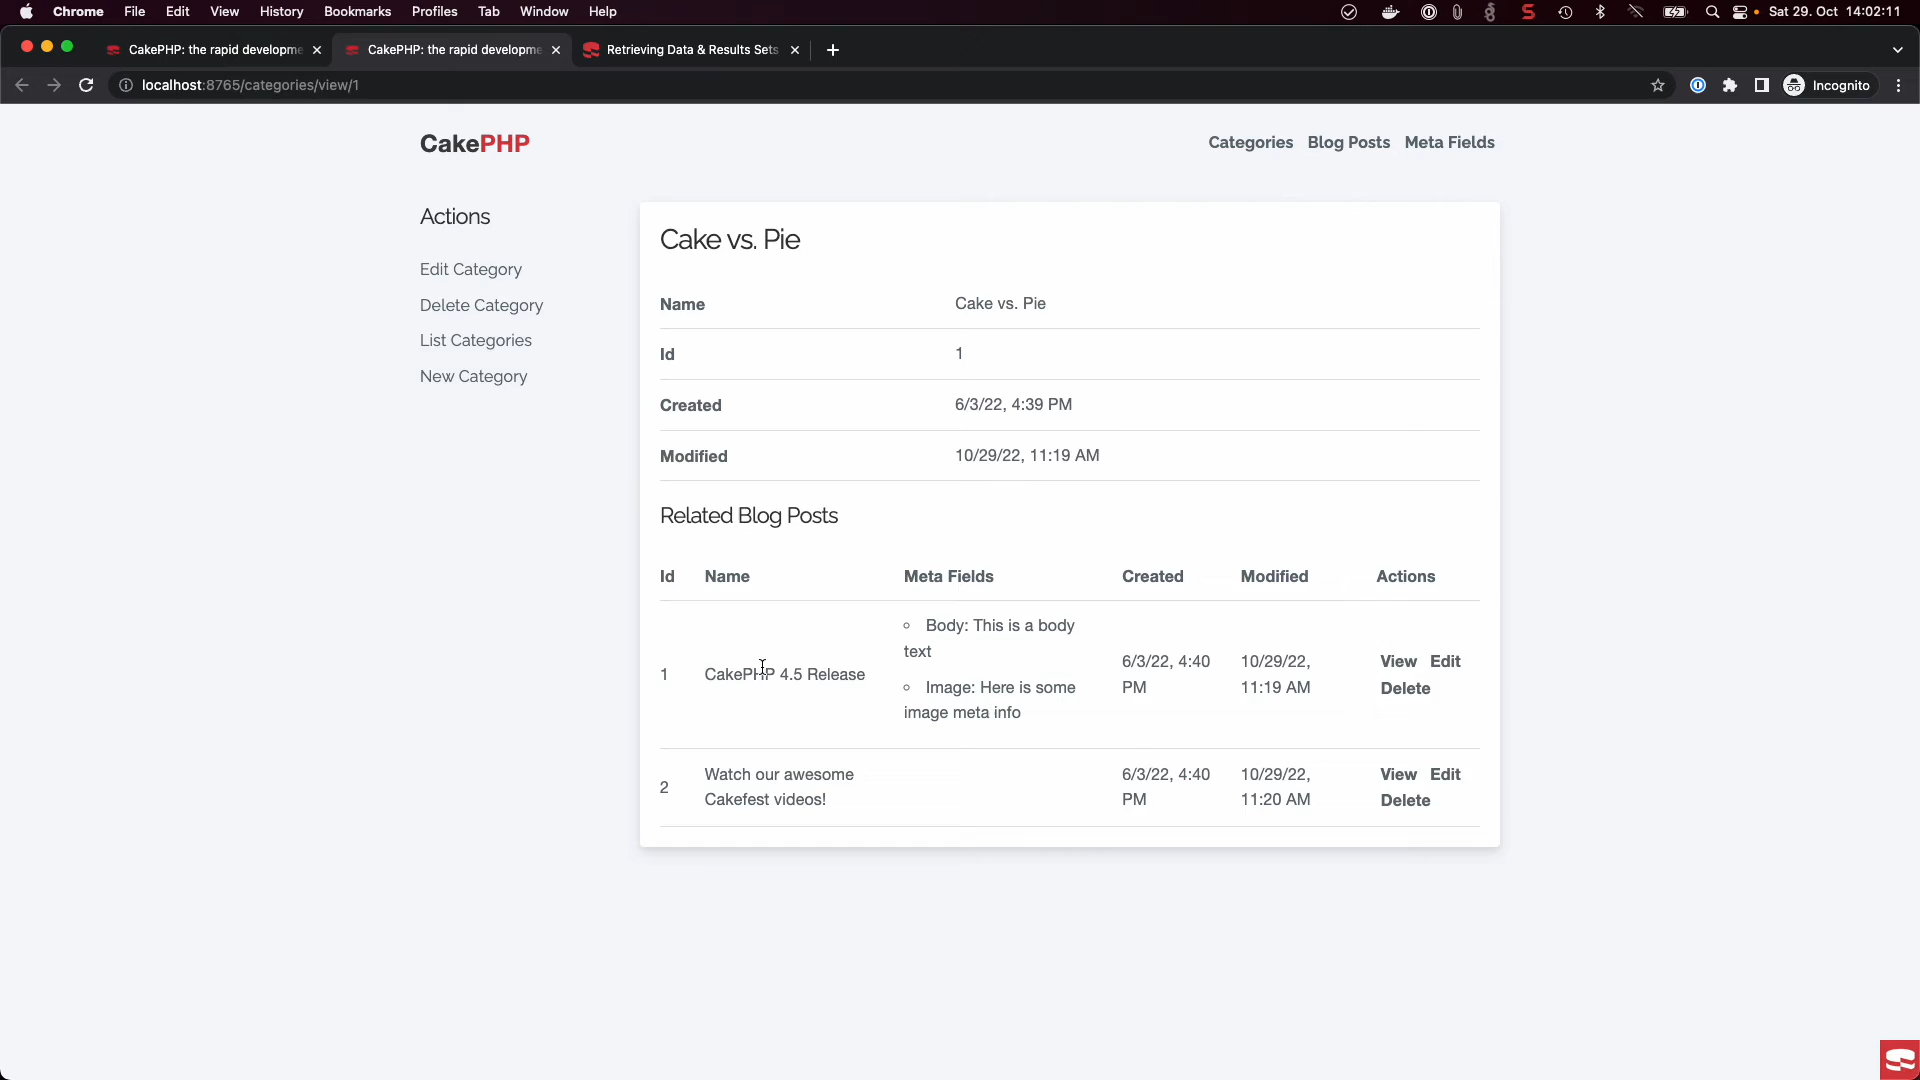 Chrome File Edit View History Bookmarks Profiles Tab Window Help Sat 29. Oct 14:02:11
CakePHP: the rapid developme CakePHP: the rapid developme Retrieving Data & Results Sets
localhost:8765/categories/view/1 Incognito
CakePHP Categories Blog Posts Meta Fields
Actions
Edit Category
Delete Category
List Categories
New Category
Cake vs. Pie
Name Cake vs. Pie
Id 1
Created 6/3/22, 4:39 PM
Modified 10/29/22, 11:19 AM
Related Blog Posts
Id Name Meta Fields Created Modified Actions
1 CakePHP 4.5 Release
Body: This is a body
text
Image: Here is some
image meta info
6/3/22, 4:40
PM
10/29/22,
11:19 AM
View Edit
Delete
2
Watch our awesome
Cakefest videos!
6/3/22, 4:40
PM
10/29/22,
11:20 AM
View Edit
Delete